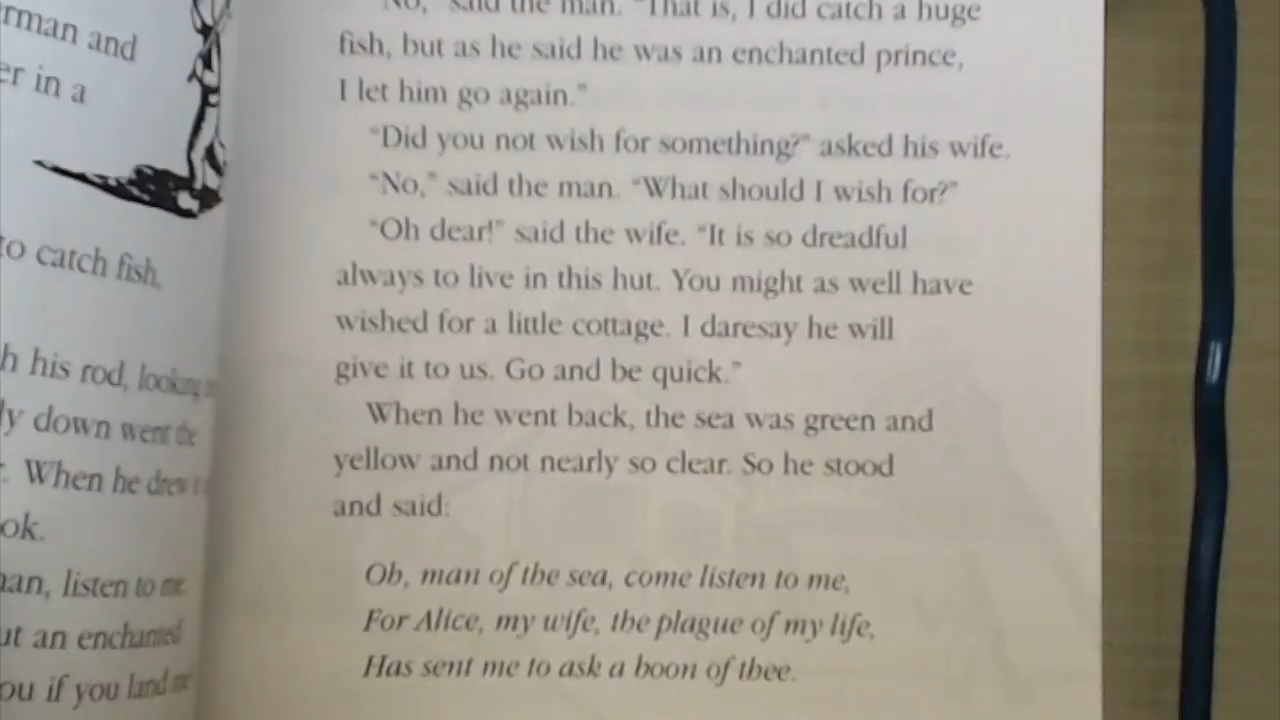 rman and
er in a
to catch fish,
h his rod, looking
ly down went the
. When he drew
ok.
an, listen to me
ut an enchanted
ou if you land me
"No," said the man. "That is, I did catch a huge
fish, but as he said he was an enchanted prince,
I let him go again."
"Did you not wish for something?" asked his wife.
"No," said the man. "What should I wish for?"
"Oh dear!" said the wife. "It is so dreadful
always to live in this hut. You might as well have
wished for a little cottage. I daresay he will
give it to us. Go and be quick."
When he went back, the sea was green and
yellow and not nearly so clear. So he stood
and said:
Oh, man of the sea, come listen to me,
For Alice, my wife, the plague of my life,
Has sent me to ask a boon of thee.